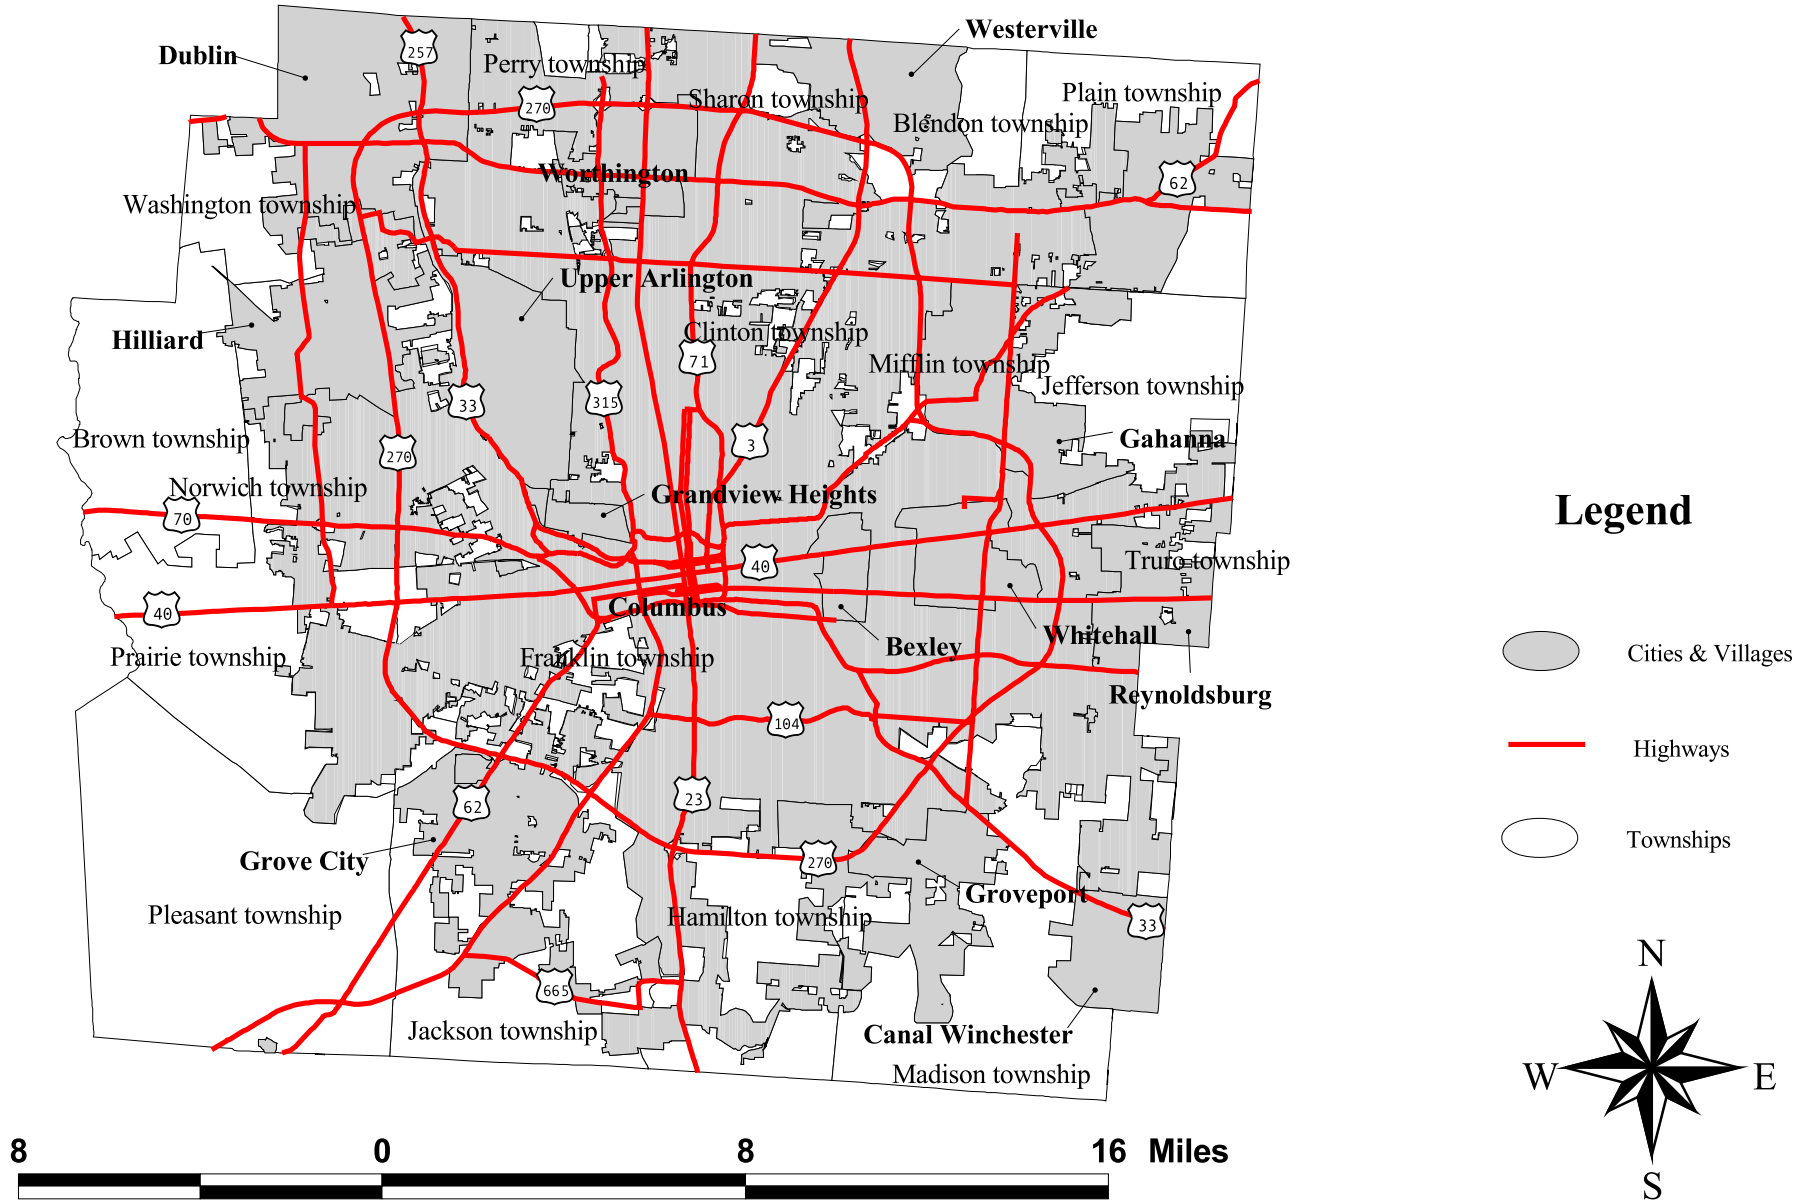 Westerville
Dublin
257
Perry township
Plain township
270
Sharon township
Blendon township
Worthington
62
Washington township
Upper Arlington
Hilliard
Clinton township
71
Mifflin township
Jefferson township
33
315
Brown township
3
Gahanna
270
Norwich township
Grandview Heights
70
Legend
40
Truro township
40
Columbus
Whitehall
Bexley
Prairie township
Franklin township
Cities & Villages
Reynoldsburg
104
Highways
62
23
Townships
Grove City
270
Groveport
Pleasant township
Hamilton township
33
N
665
Jackson township
Canal Winchester
Madison township
W
E
S
8 0 8 16 Miles